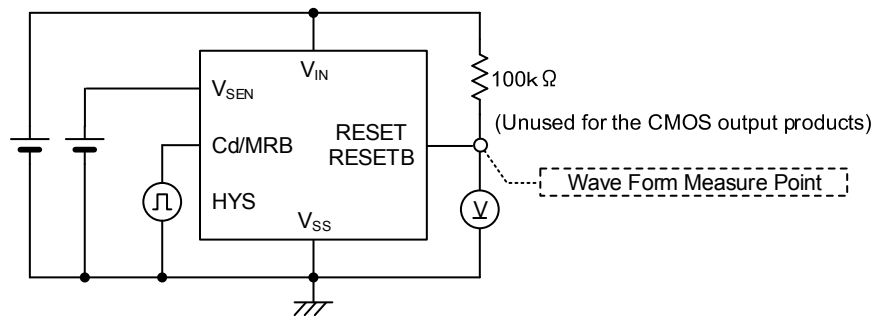 V_IN
V_SEN
100kΩ
(Unused for the CMOS output products)
Cd/MRB
RESET
RESETB
Wave Form Measure Point
HYS
V
V_SS